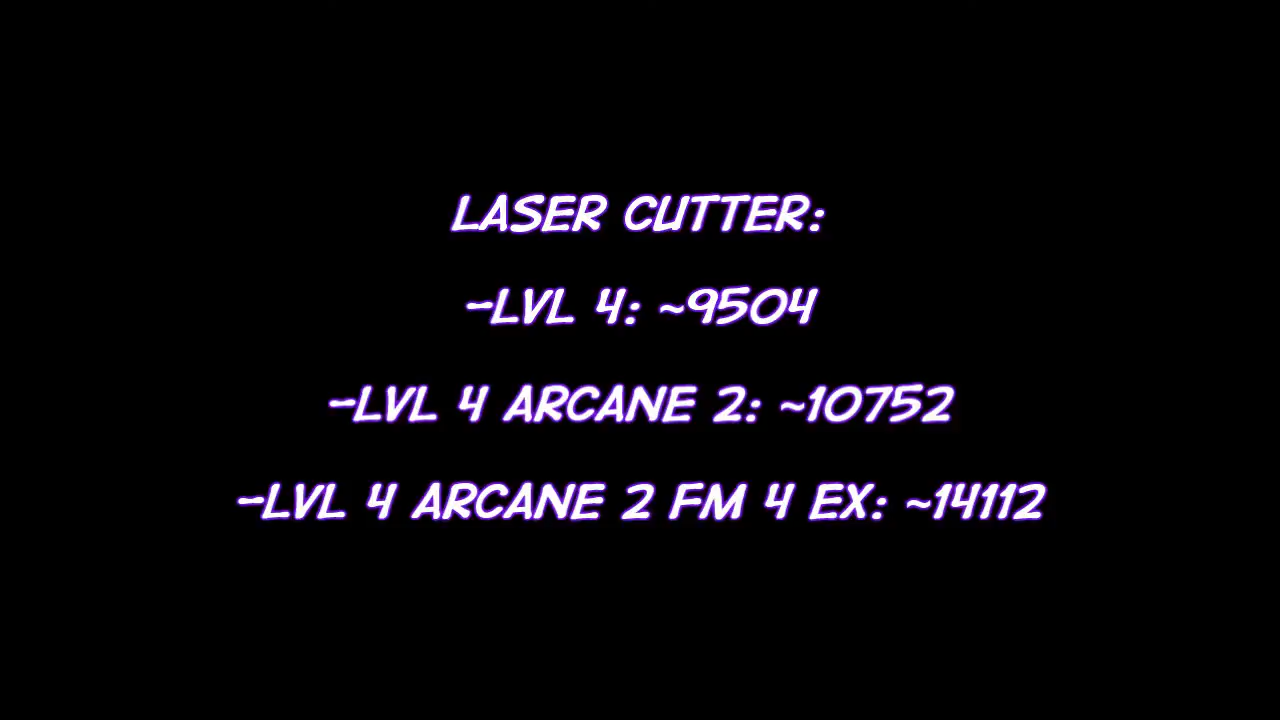 LASER CUTTER:
-LVL 4: ~9504
-LVL 4 ARCANE 2: ~10752
-LVL 4 ARCANE 2 FM 4 EX: ~14112